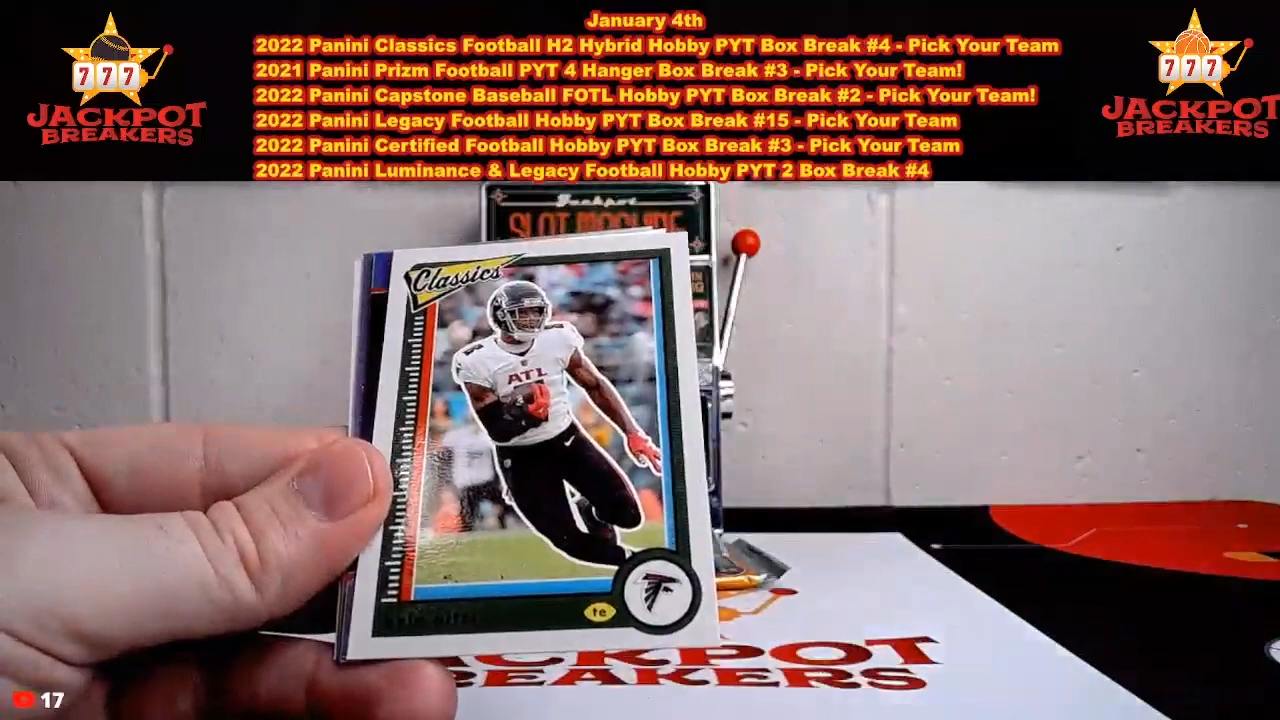 January 4th
2022 Panini Classics Football H2 Hybrid Hobby PYT Box Break #4 - Pick Your Team
2021 Panini Prizm Football PYT 4 Hanger Box Break #3 - Pick Your Team!
2022 Panini Capstone Baseball FOTL Hobby PYT Box Break #2 - Pick Your Team!
2022 Panini Legacy Football Hobby PYT Box Break #15 - Pick Your Team
2022 Panini Certified Football Hobby PYT Box Break #3 - Pick Your Team
2022 Panini Luminance & Legacy Football Hobby PYT 2 Box Break #4
777
JACKPOT
BREAKERS
777
JACKPOT
BREAKERS
Jackpot
SLOT MACHINE
Classics
ATL
te
JACKPOT
BREAKERS
17